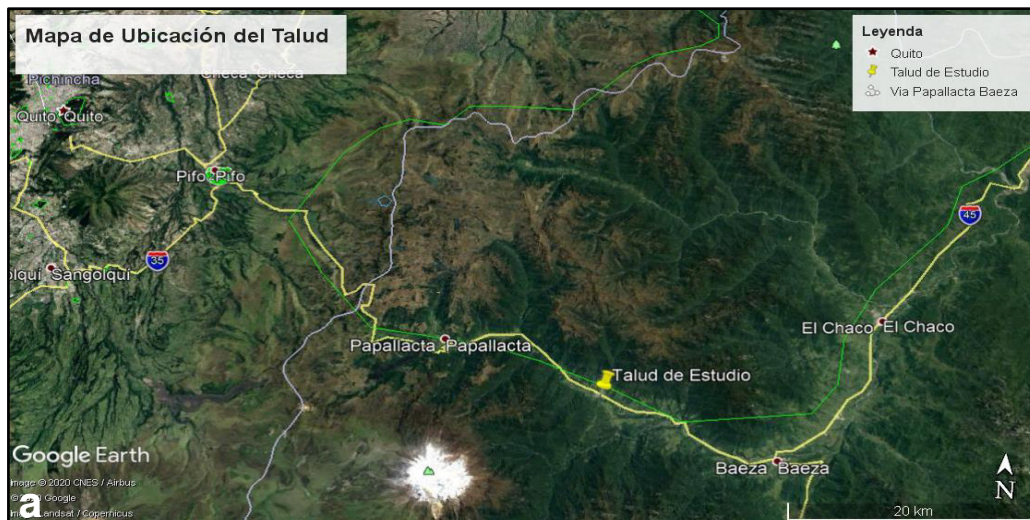 Mapa de Ubicación del Talud
Leyenda
Quito
Talud de Estudio
Via Papallacta Baeza
Checa Checa
Pichincha
Quito Quito
Pifo Pifo
35
olquí Sangolquí
45
El Chaco El Chaco
Papallacta Papallacta
Talud de Estudio
Baeza Baeza
Google Earth
Image © 2020 CNES / Airbus
Google
Landsat / Copernicus
a
N
20 km